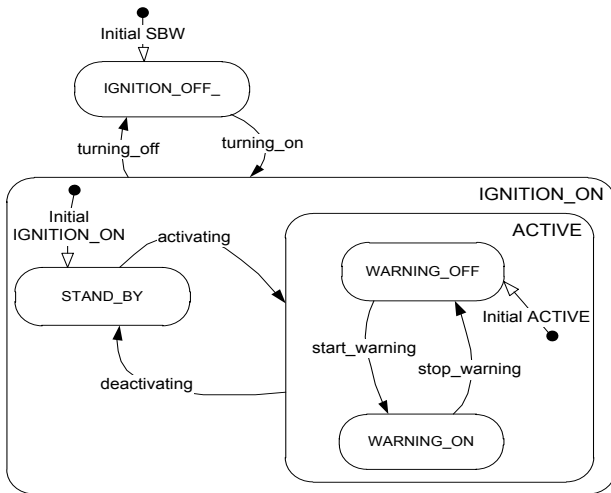 Initial SBW
IGNITION_OFF_
turning_off
turning_on
IGNITION_ON
Initial
IGNITION_ON
ACTIVE
activating
WARNING_OFF
STAND_BY
Initial ACTIVE
start_warning
stop_warning
deactivating
WARNING_ON